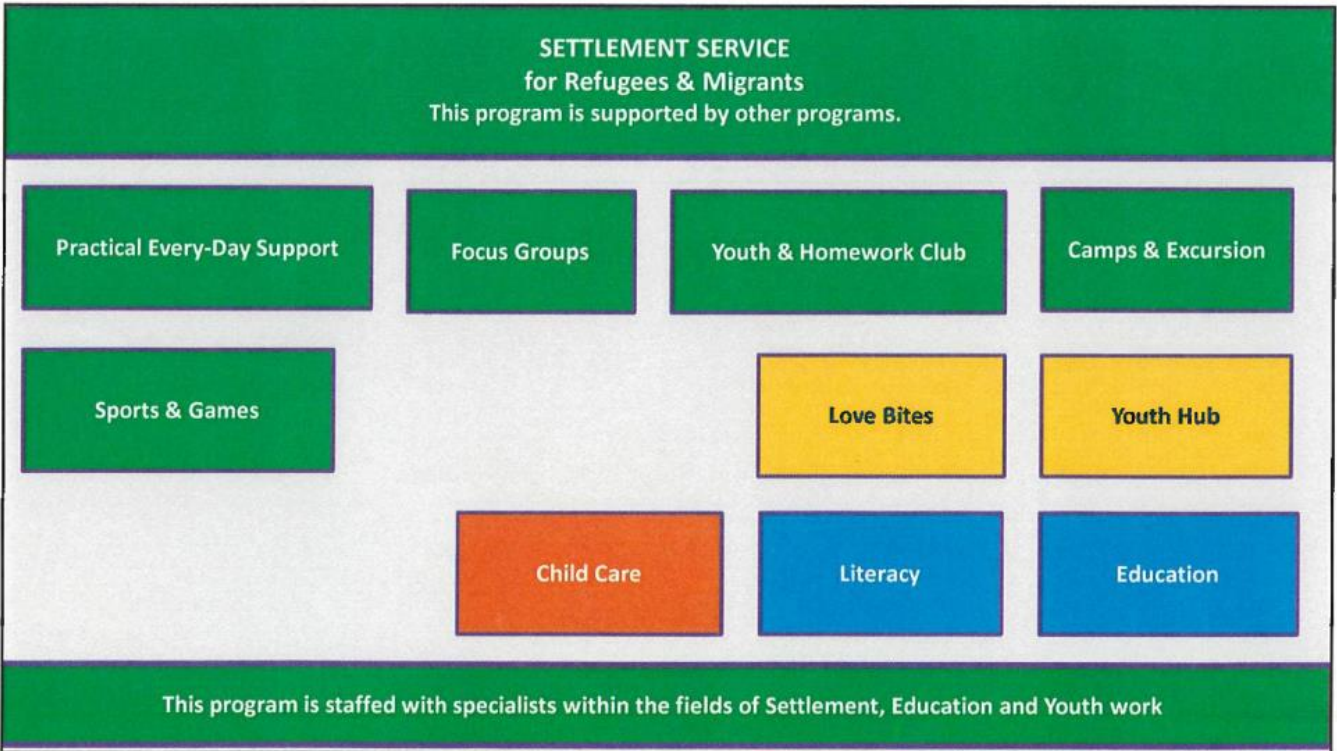 SETTLEMENT SERVICE
for Refugees & Migrants
This program is supported by other programs.
Practical Every-Day Support
Focus Groups
Youth & Homework Club
Camps & Excursion
Sports & Games
Love Bites
Youth Hub
Child Care
Literacy
Education
This program is staffed with specialists within the fields of Settlement, Education and Youth work